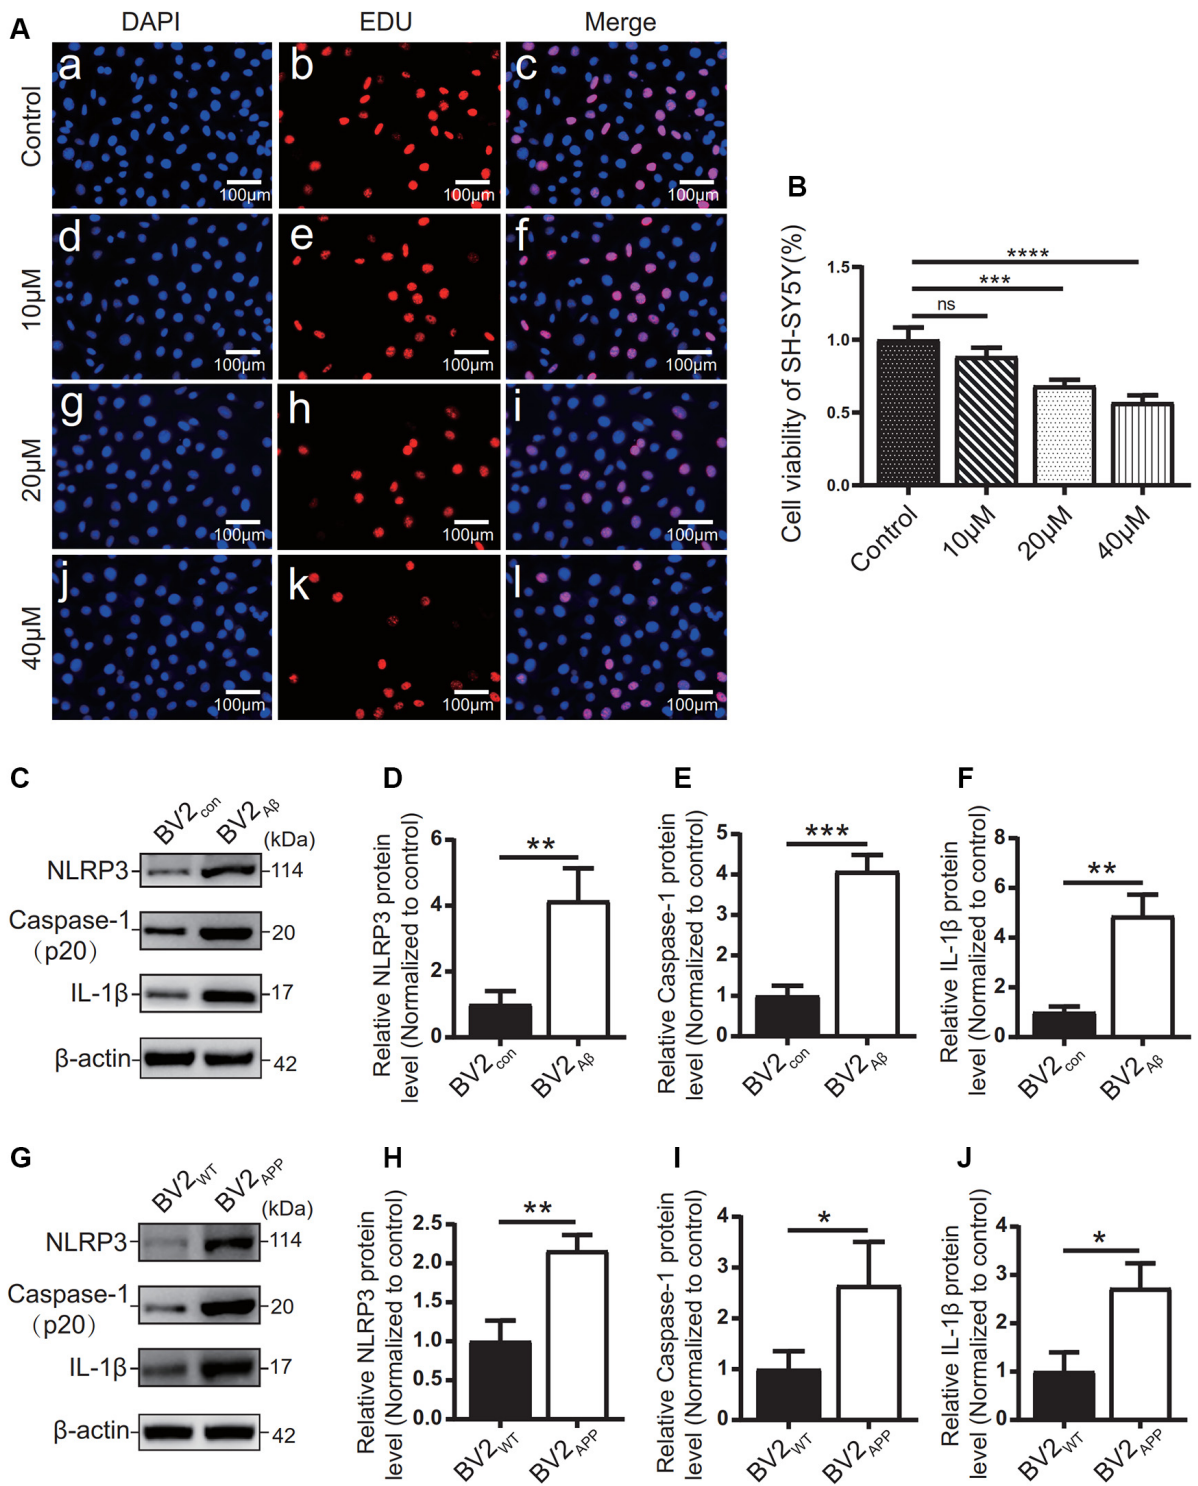 A
DAPI EDU Merge
Control
a b c
100μm 100μm 100μm
10μM
d e f
100μm 100μm 100μm
20μM
g h i
100μm 100μm 100μm
40μM
j k l
100μm 100μm 100μm
B
Cell viability of SH-SY5Y(%)
1.5
1.0
0.5
0.0
****
***
ns
Control 10μM 20μM 40μM
C
BV2con BV2Aβ
(kDa)
NLRP3 114
Caspase-1 20
（p20）
IL-1β 17
β-actin 42
D
Relative NLRP3 protein
level (Normalized to control)
6
4
2
0
**
BV2con BV2Aβ
E
Relative Caspase-1 protein
level (Normalized to control)
5
4
3
2
1
0
***
BV2con BV2Aβ
F
Relative IL-1β protein
level (Normalized to control)
8
6
4
2
0
**
BV2con BV2Aβ
G
BV2WT BV2APP
(kDa)
NLRP3 114
Caspase-1 20
（p20）
IL-1β 17
β-actin 42
H
Relative NLRP3 protein
level (Normalized to control)
2.5
2.0
1.5
1.0
0.5
0.0
**
BV2WT BV2APP
I
Relative Caspase-1 protein
level (Normalized to control)
4
3
2
1
0
*
BV2WT BV2APP
J
Relative IL-1β protein
level (Normalized to control)
4
3
2
1
0
*
BV2WT BV2APP